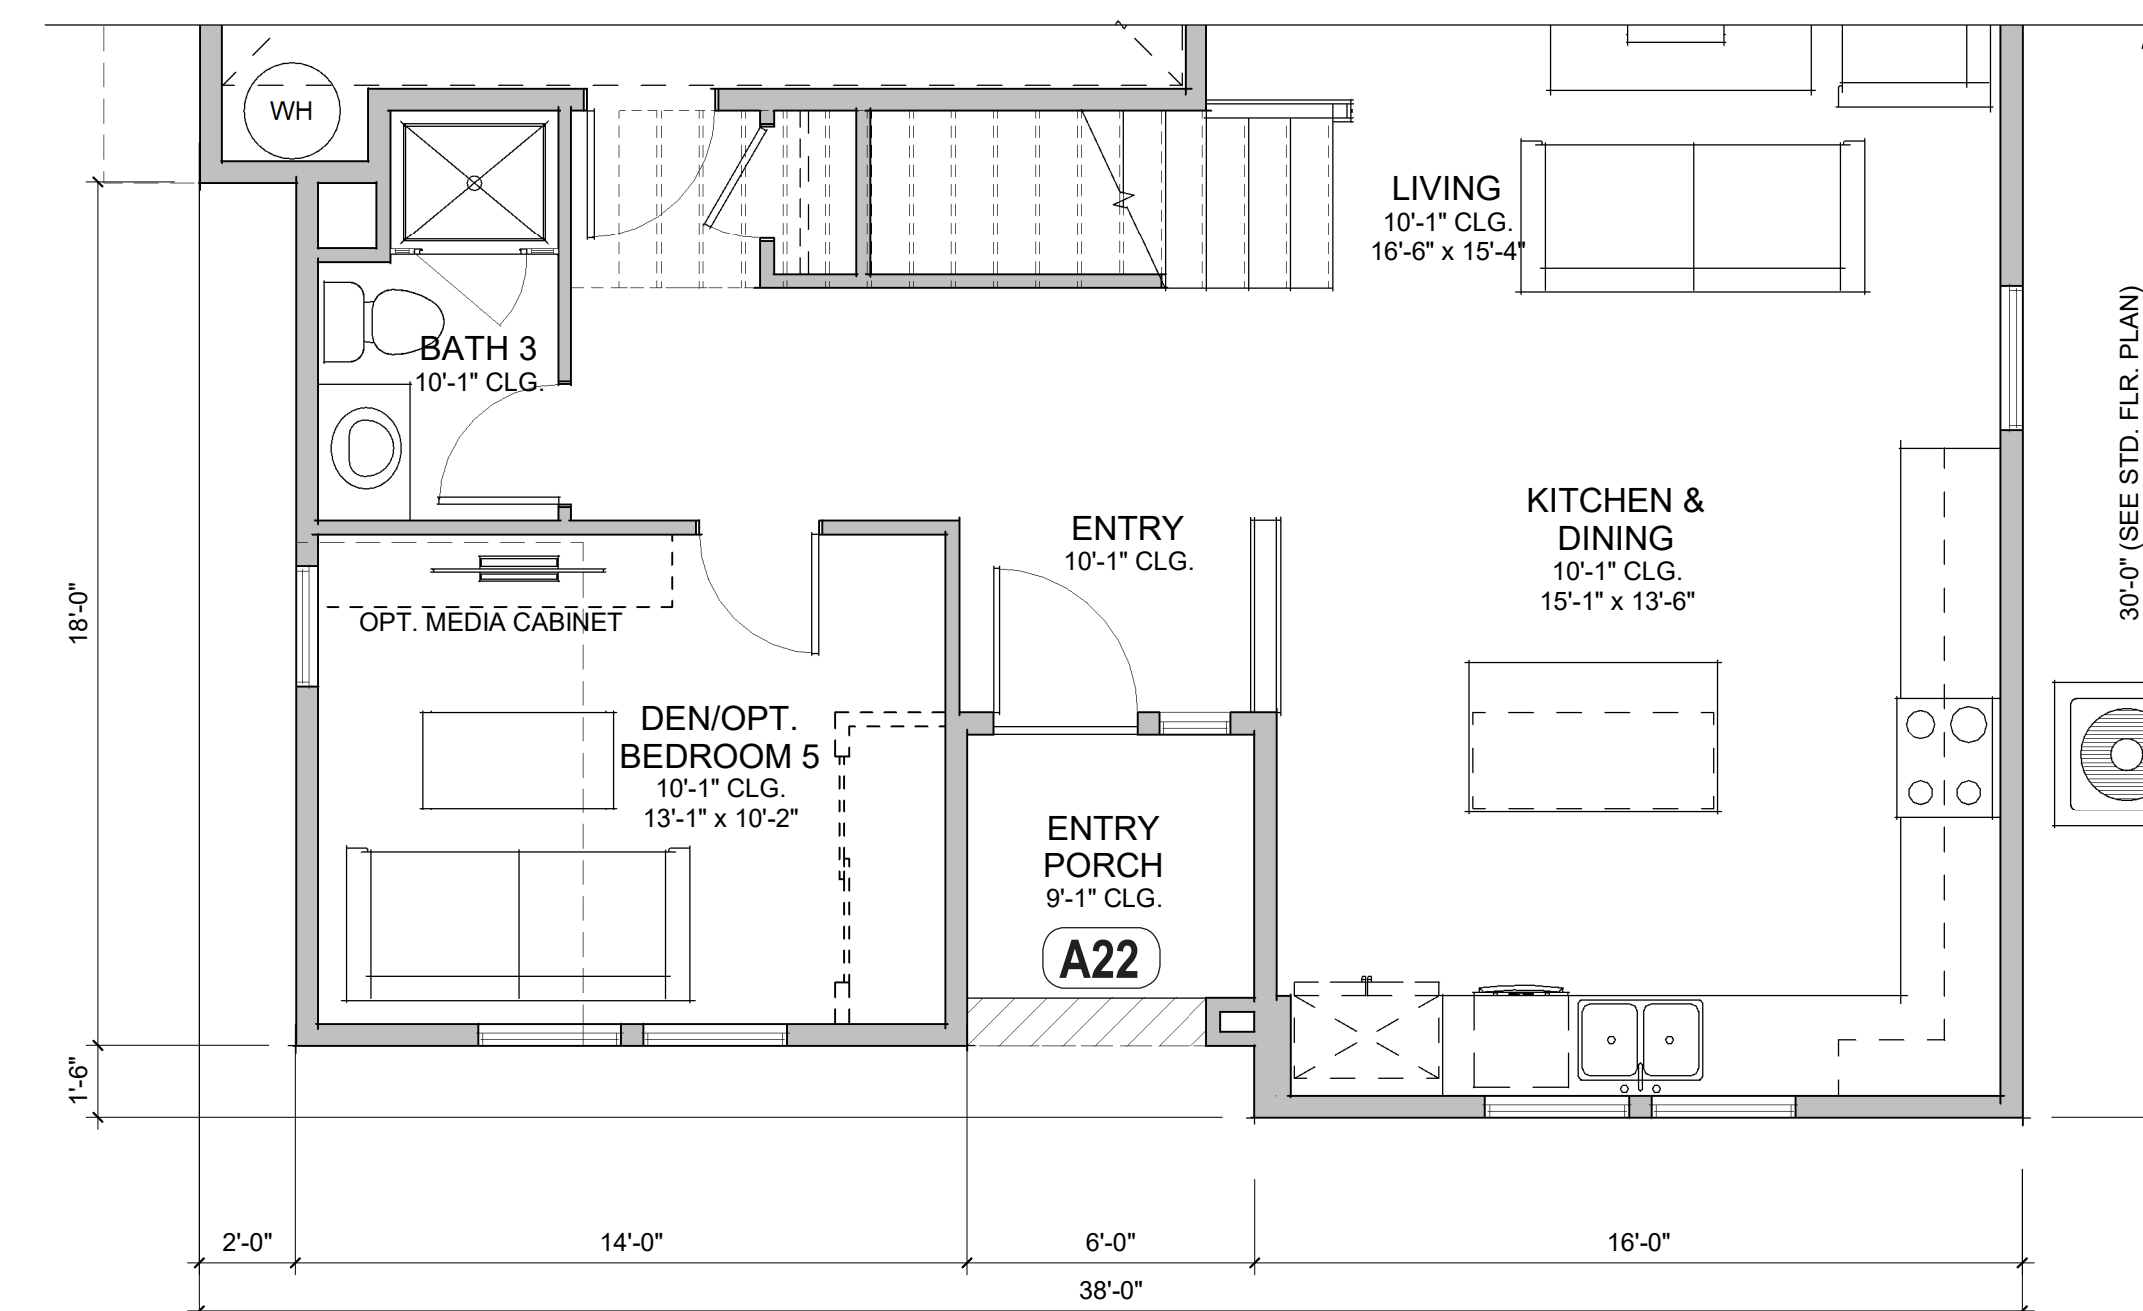 WH
LIVING
10'-1" CLG.
16'-6" x 15'-4"
BATH 3
10'-1" CLG.
30'-0" (SEE STD. FLR. PLAN)
KITCHEN &
DINING
10'-1" CLG.
15'-1" x 13'-6"
ENTRY
10'-1" CLG.
18'-0"
OPT. MEDIA CABINET
DEN/OPT.
BEDROOM 5
10'-1" CLG.
13'-1" x 10'-2"
ENTRY
PORCH
9'-1" CLG.
A22
1'-6"
2'-0"
14'-0"
6'-0"
16'-0"
38'-0"